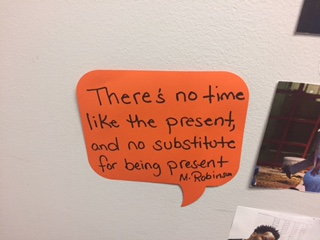 There's no time
like the present,
and no substitute
for being present
M. Robinson